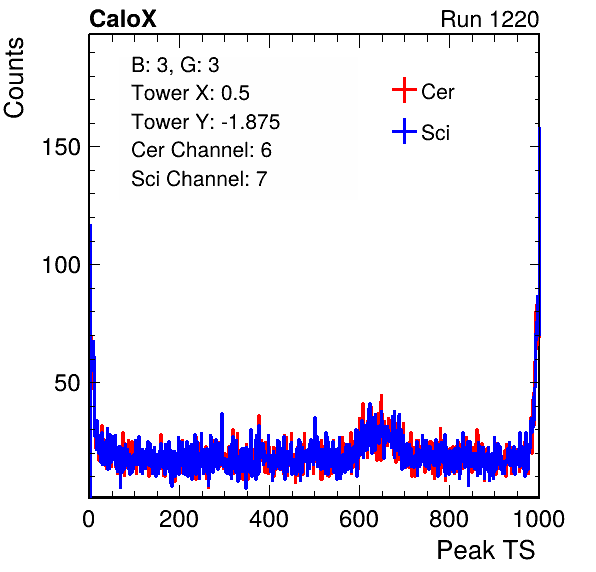 CaloX Run 1220
Counts
B: 3, G: 3
Tower X: 0.5
Tower Y: -1.875
Cer Channel: 6
Sci Channel: 7
Cer
Sci
150
100
50
0 200 400 600 800 1000
Peak TS